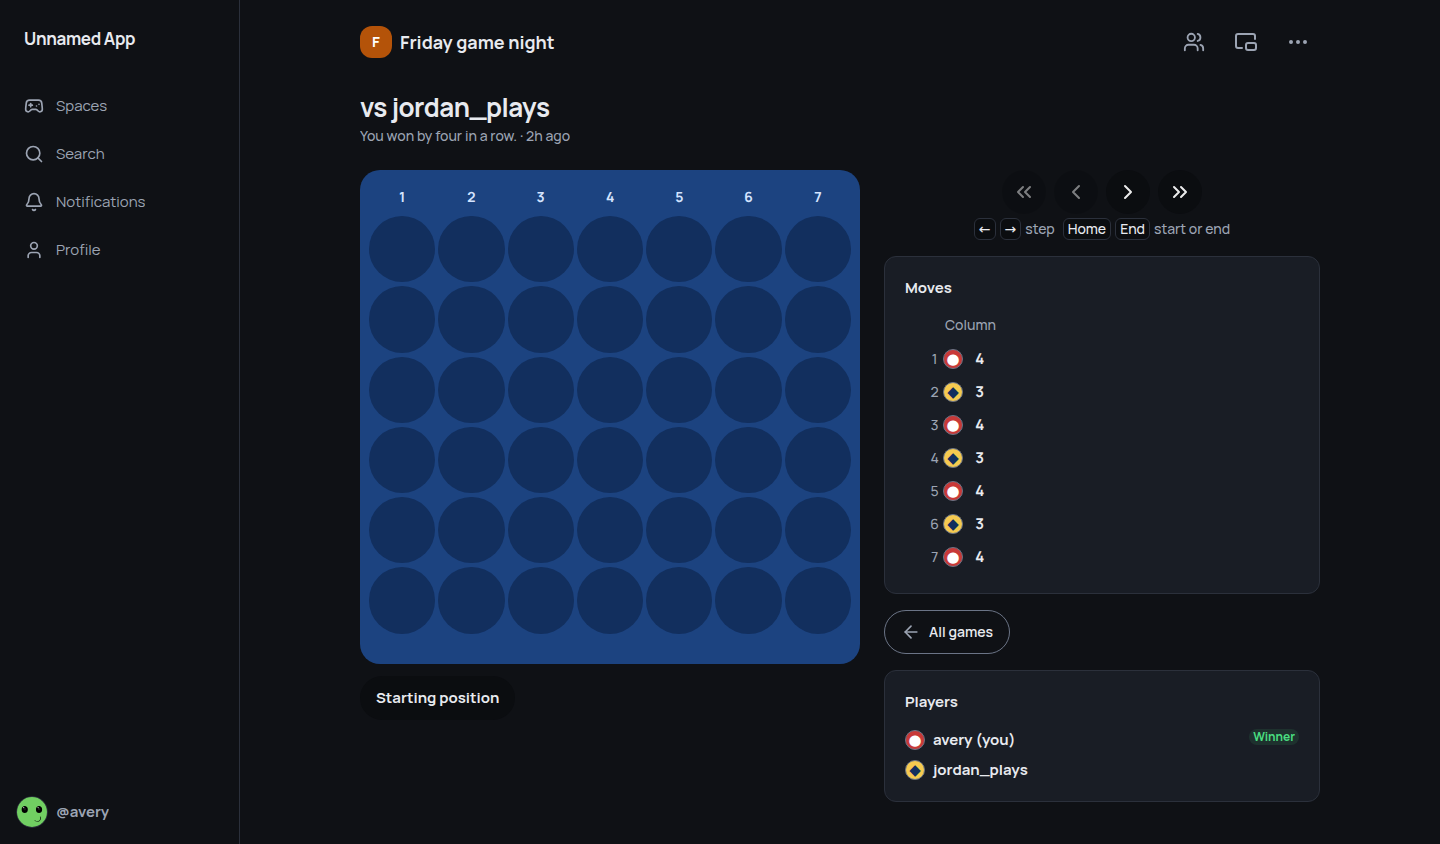 Unnamed App
Spaces
Search
Notifications
Profile
@avery
F Friday game night
vs jordan_plays
You won by four in a row. · 2h ago
1 2 3 4 5 6 7
Starting position
← → step Home End start or end
Moves
Column
1 4
2 3
3 4
4 3
5 4
6 3
7 4
All games
Players
avery (you) Winner
jordan_plays